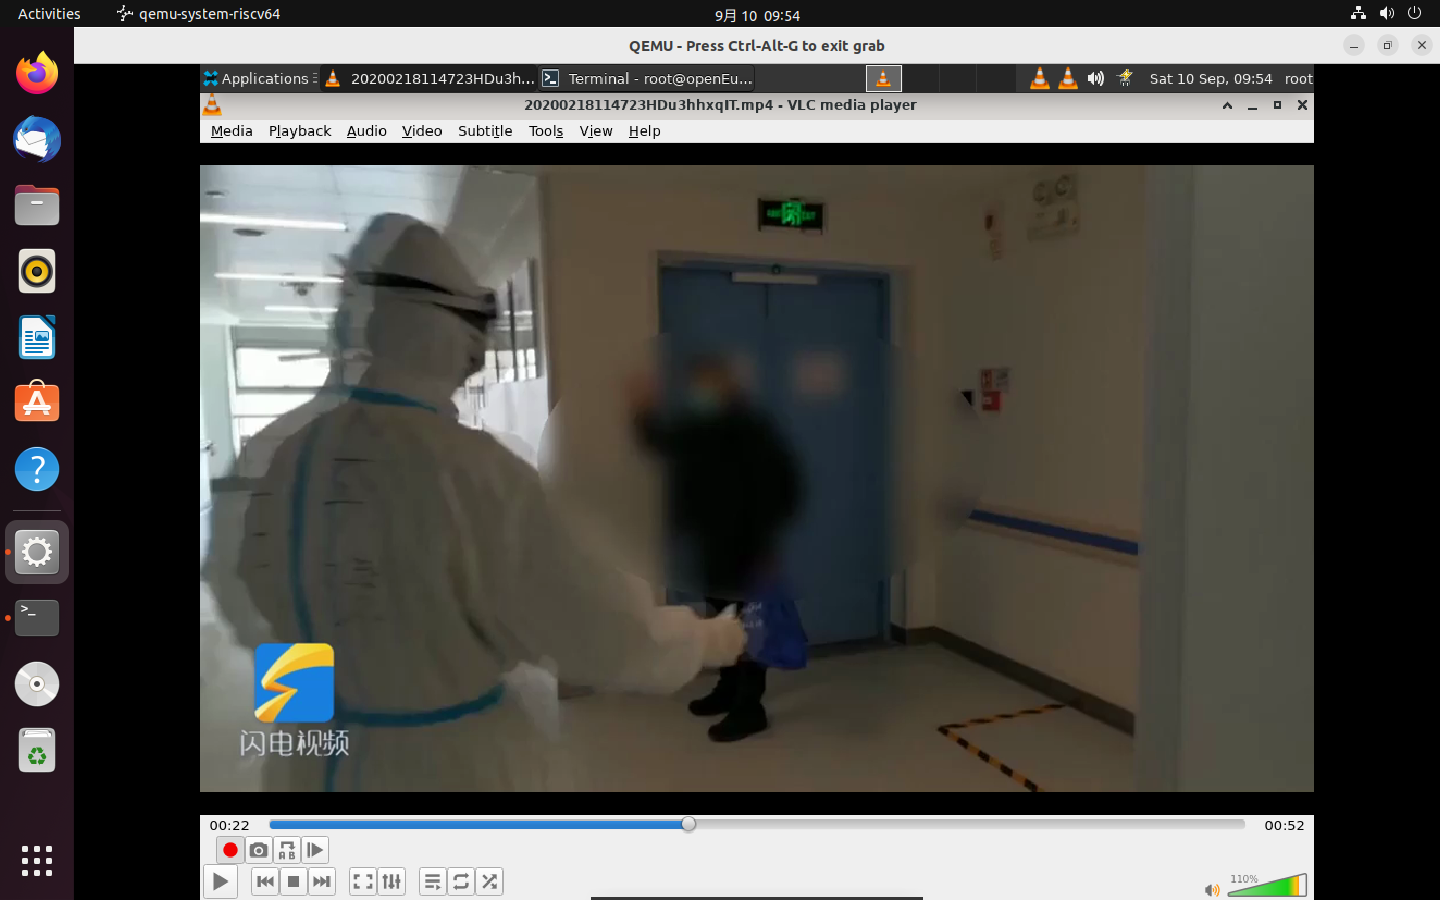 Activities
qemu-system-riscv64
9月 10 09:54
QEMU - Press Ctrl-Alt-G to exit grab
Applications
20200218114723HDu3h...
Terminal - root@openEu...
Sat 10 Sep, 09:54
root
20200218114723HDu3hhxqIT.mp4 - VLC media player
Media Playback Audio Video Subtitle Tools View Help
EXIT
闪电视频
00:22
00:52
AB
110%